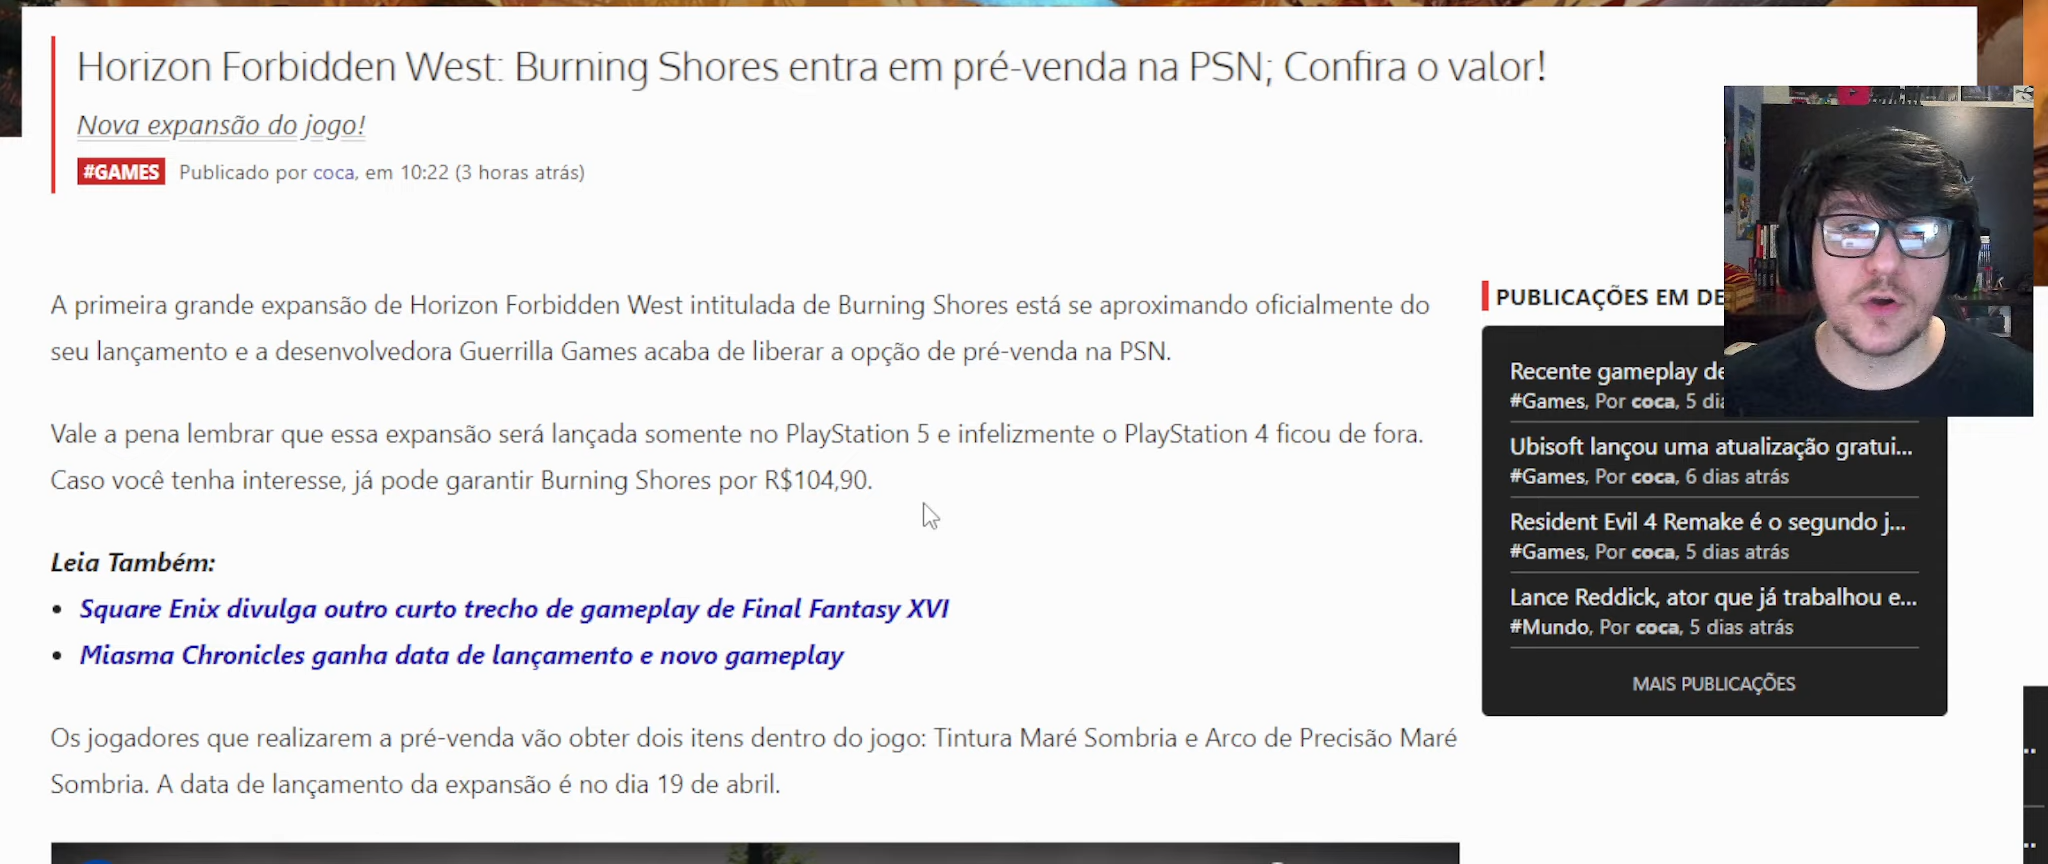 Horizon Forbidden West: Burning Shores entra em pré-venda na PSN; Confira o valor!
Nova expansão do jogo!
#GAMES Publicado por coca, em 10:22 (3 horas atrás)
A primeira grande expansão de Horizon Forbidden West intitulada de Burning Shores está se aproximando oficialmente do
seu lançamento e a desenvolvedora Guerrilla Games acaba de liberar a opção de pré-venda na PSN.
Vale a pena lembrar que essa expansão será lançada somente no PlayStation 5 e infelizmente o PlayStation 4 ficou de fora.
Caso você tenha interesse, já pode garantir Burning Shores por R$104,90.
Leia Também:
• Square Enix divulga outro curto trecho de gameplay de Final Fantasy XVI
• Miasma Chronicles ganha data de lançamento e novo gameplay
Os jogadores que realizarem a pré-venda vão obter dois itens dentro do jogo: Tintura Maré Sombria e Arco de Precisão Maré
Sombria. A data de lançamento da expansão é no dia 19 de abril.
PUBLICAÇÕES EM DE
Recente gameplay de
#Games, Por coca, 5 dia
Ubisoft lançou uma atualização gratui...
#Games, Por coca, 6 dias atrás
Resident Evil 4 Remake é o segundo j...
#Games, Por coca, 5 dias atrás
Lance Reddick, ator que já trabalhou e...
#Mundo, Por coca, 5 dias atrás
MAIS PUBLICAÇÕES